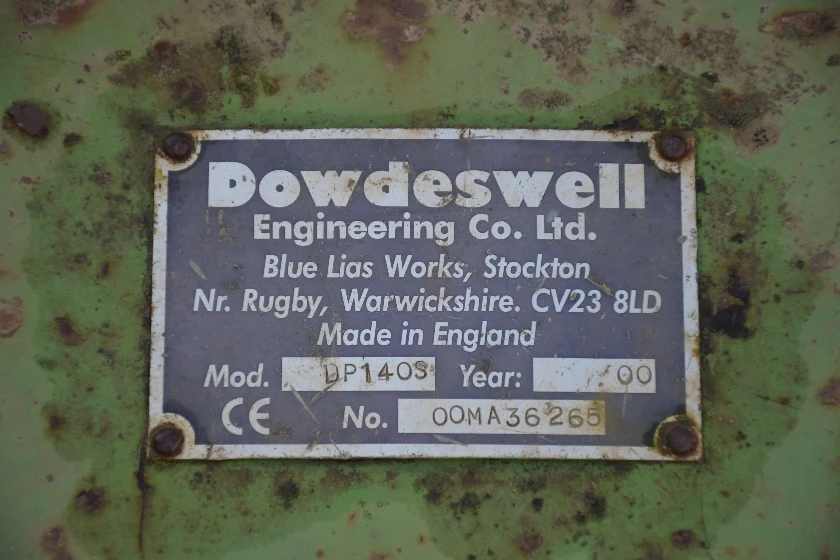 Dowdeswell
Engineering Co. Ltd.
Blue Lias Works, Stockton
Nr. Rugby, Warwickshire. CV23 8LD
Made in England
Mod. DP140S Year: /00
CE No. 00MA36265